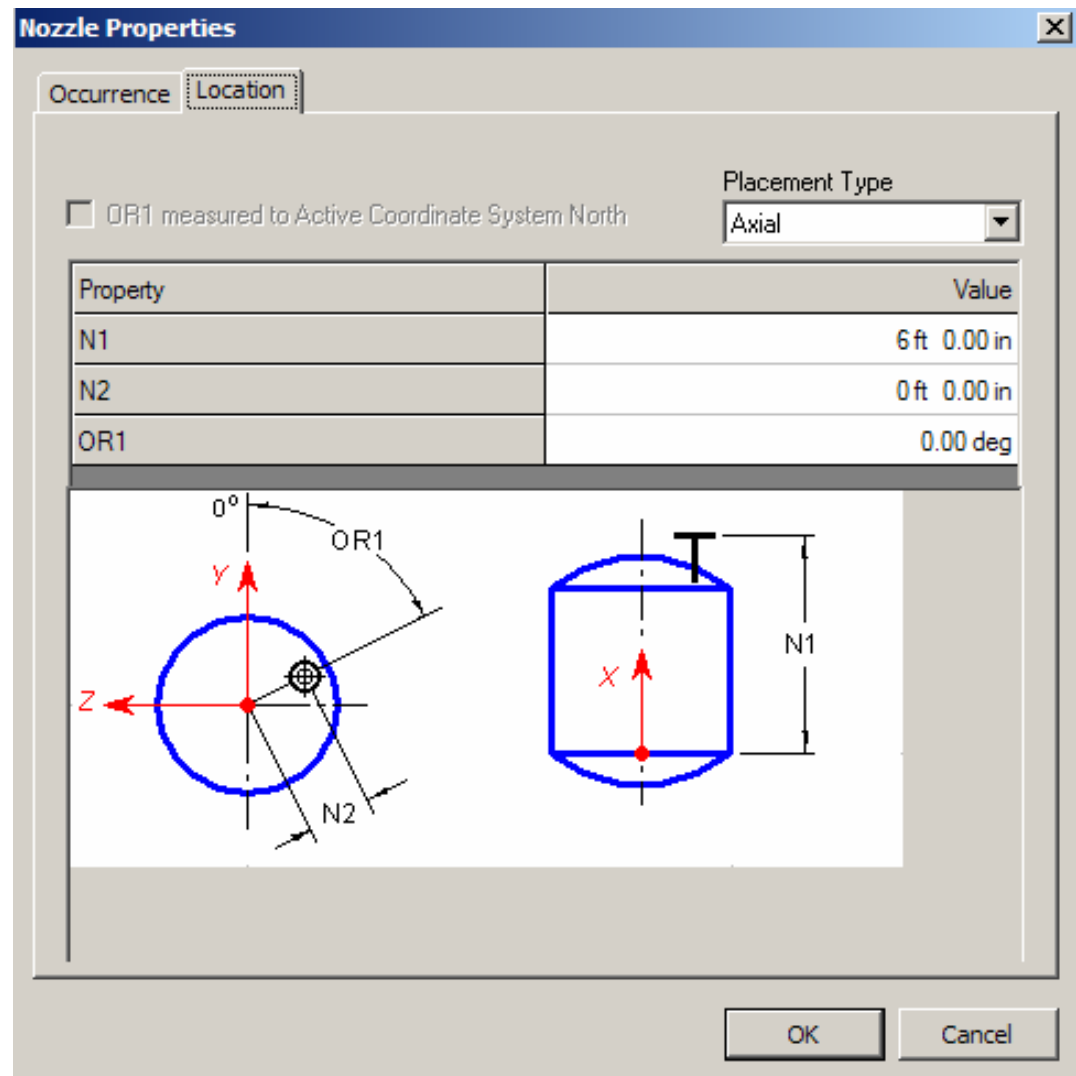 Nozzle Properties
Occurrence Location
Placement Type
OR1 measured to Active Coordinate System North
Axial
Property Value
N1 6 ft 0.00 in
N2 0 ft 0.00 in
OR1 0.00 deg
0°
OR1
Y
Z
N2
X
N1
OK Cancel